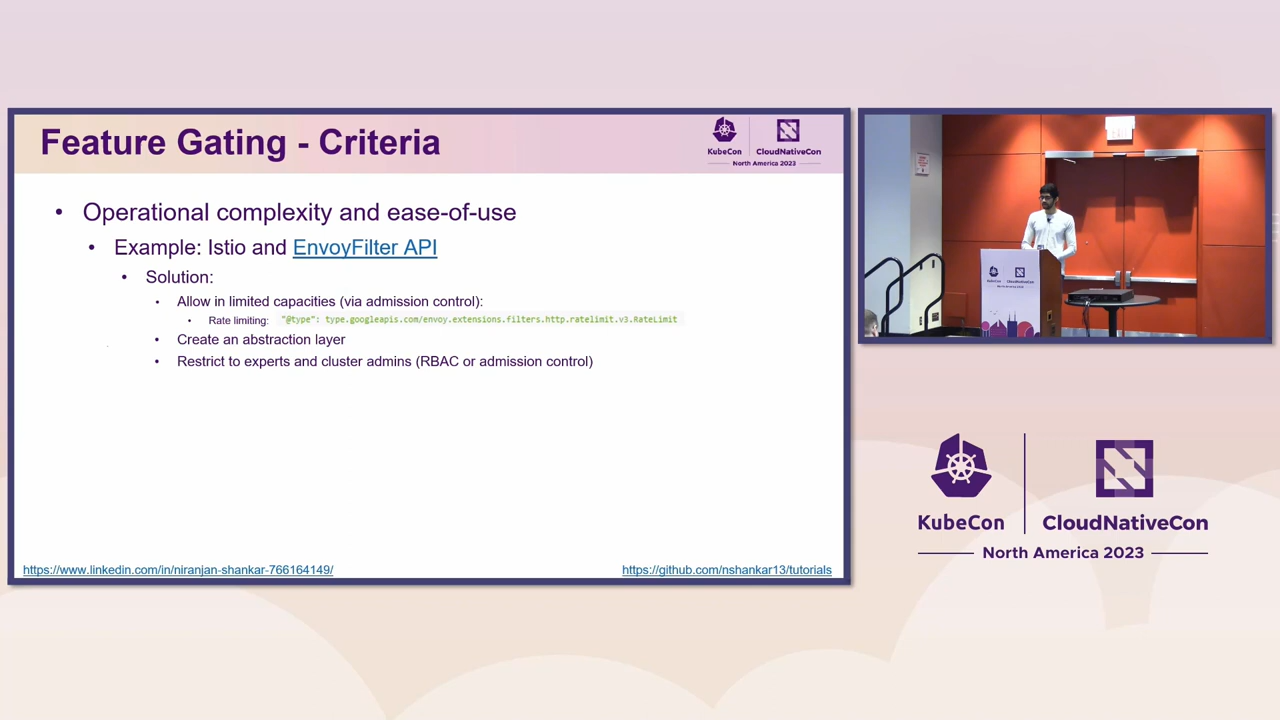 Feature Gating - Criteria
KubeCon
CloudNativeCon
North America 2023
• Operational complexity and ease-of-use
• Example: Istio and EnvoyFilter API
• Solution:
• Allow in limited capacities (via admission control):
• Rate limiting: "@type": type.googleapis.com/envoy.extensions.filters.http.ratelimit.v3.RateLimit
• Create an abstraction layer
• Restrict to experts and cluster admins (RBAC or admission control)
https://www.linkedin.com/in/niranjan-shankar-766164149/
https://github.com/nshankar13/tutorials
EXIT
KubeCon
CloudNativeCon
North America 2023